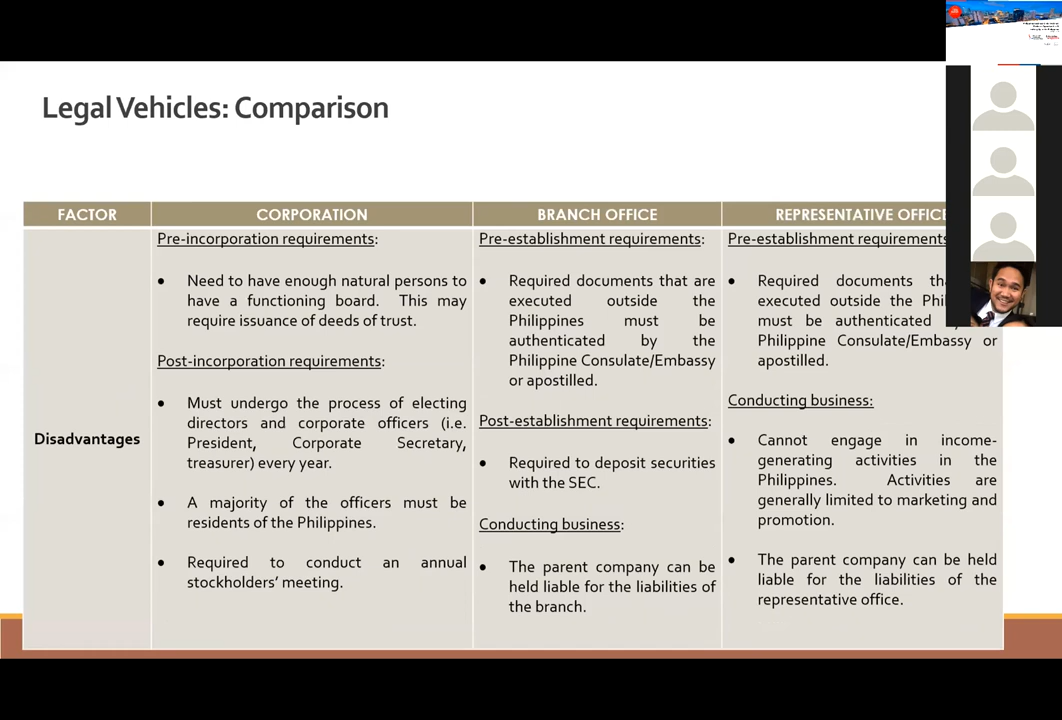 Legal Vehicles: Comparison
FACTOR
CORPORATION
BRANCH OFFICE
REPRESENTATIVE OFFICE
Disadvantages
Pre-incorporation requirements:
• Need to have enough natural persons to
have a functioning board. This may
require issuance of deeds of trust.
Post-incorporation requirements:
• Must undergo the process of electing
directors and corporate officers (i.e.
President, Corporate Secretary,
treasurer) every year.
• A majority of the officers must be
residents of the Philippines.
• Required to conduct an annual
stockholders' meeting.
Pre-establishment requirements:
• Required documents that are
executed outside the
Philippines must be
authenticated by the
Philippine Consulate/Embassy
or apostilled.
Post-establishment requirements:
• Required to deposit securities
with the SEC.
Conducting business:
• The parent company can be
held liable for the liabilities of
the branch.
Pre-establishment requirements
• Required documents
executed outside the
must be authenticated
Philippine Consulate/Embassy or
apostilled.
Conducting business:
• Cannot engage in income-
generating activities in the
Philippines. Activities are
generally limited to marketing and
promotion.
• The parent company can be held
liable for the liabilities of the
representative office.